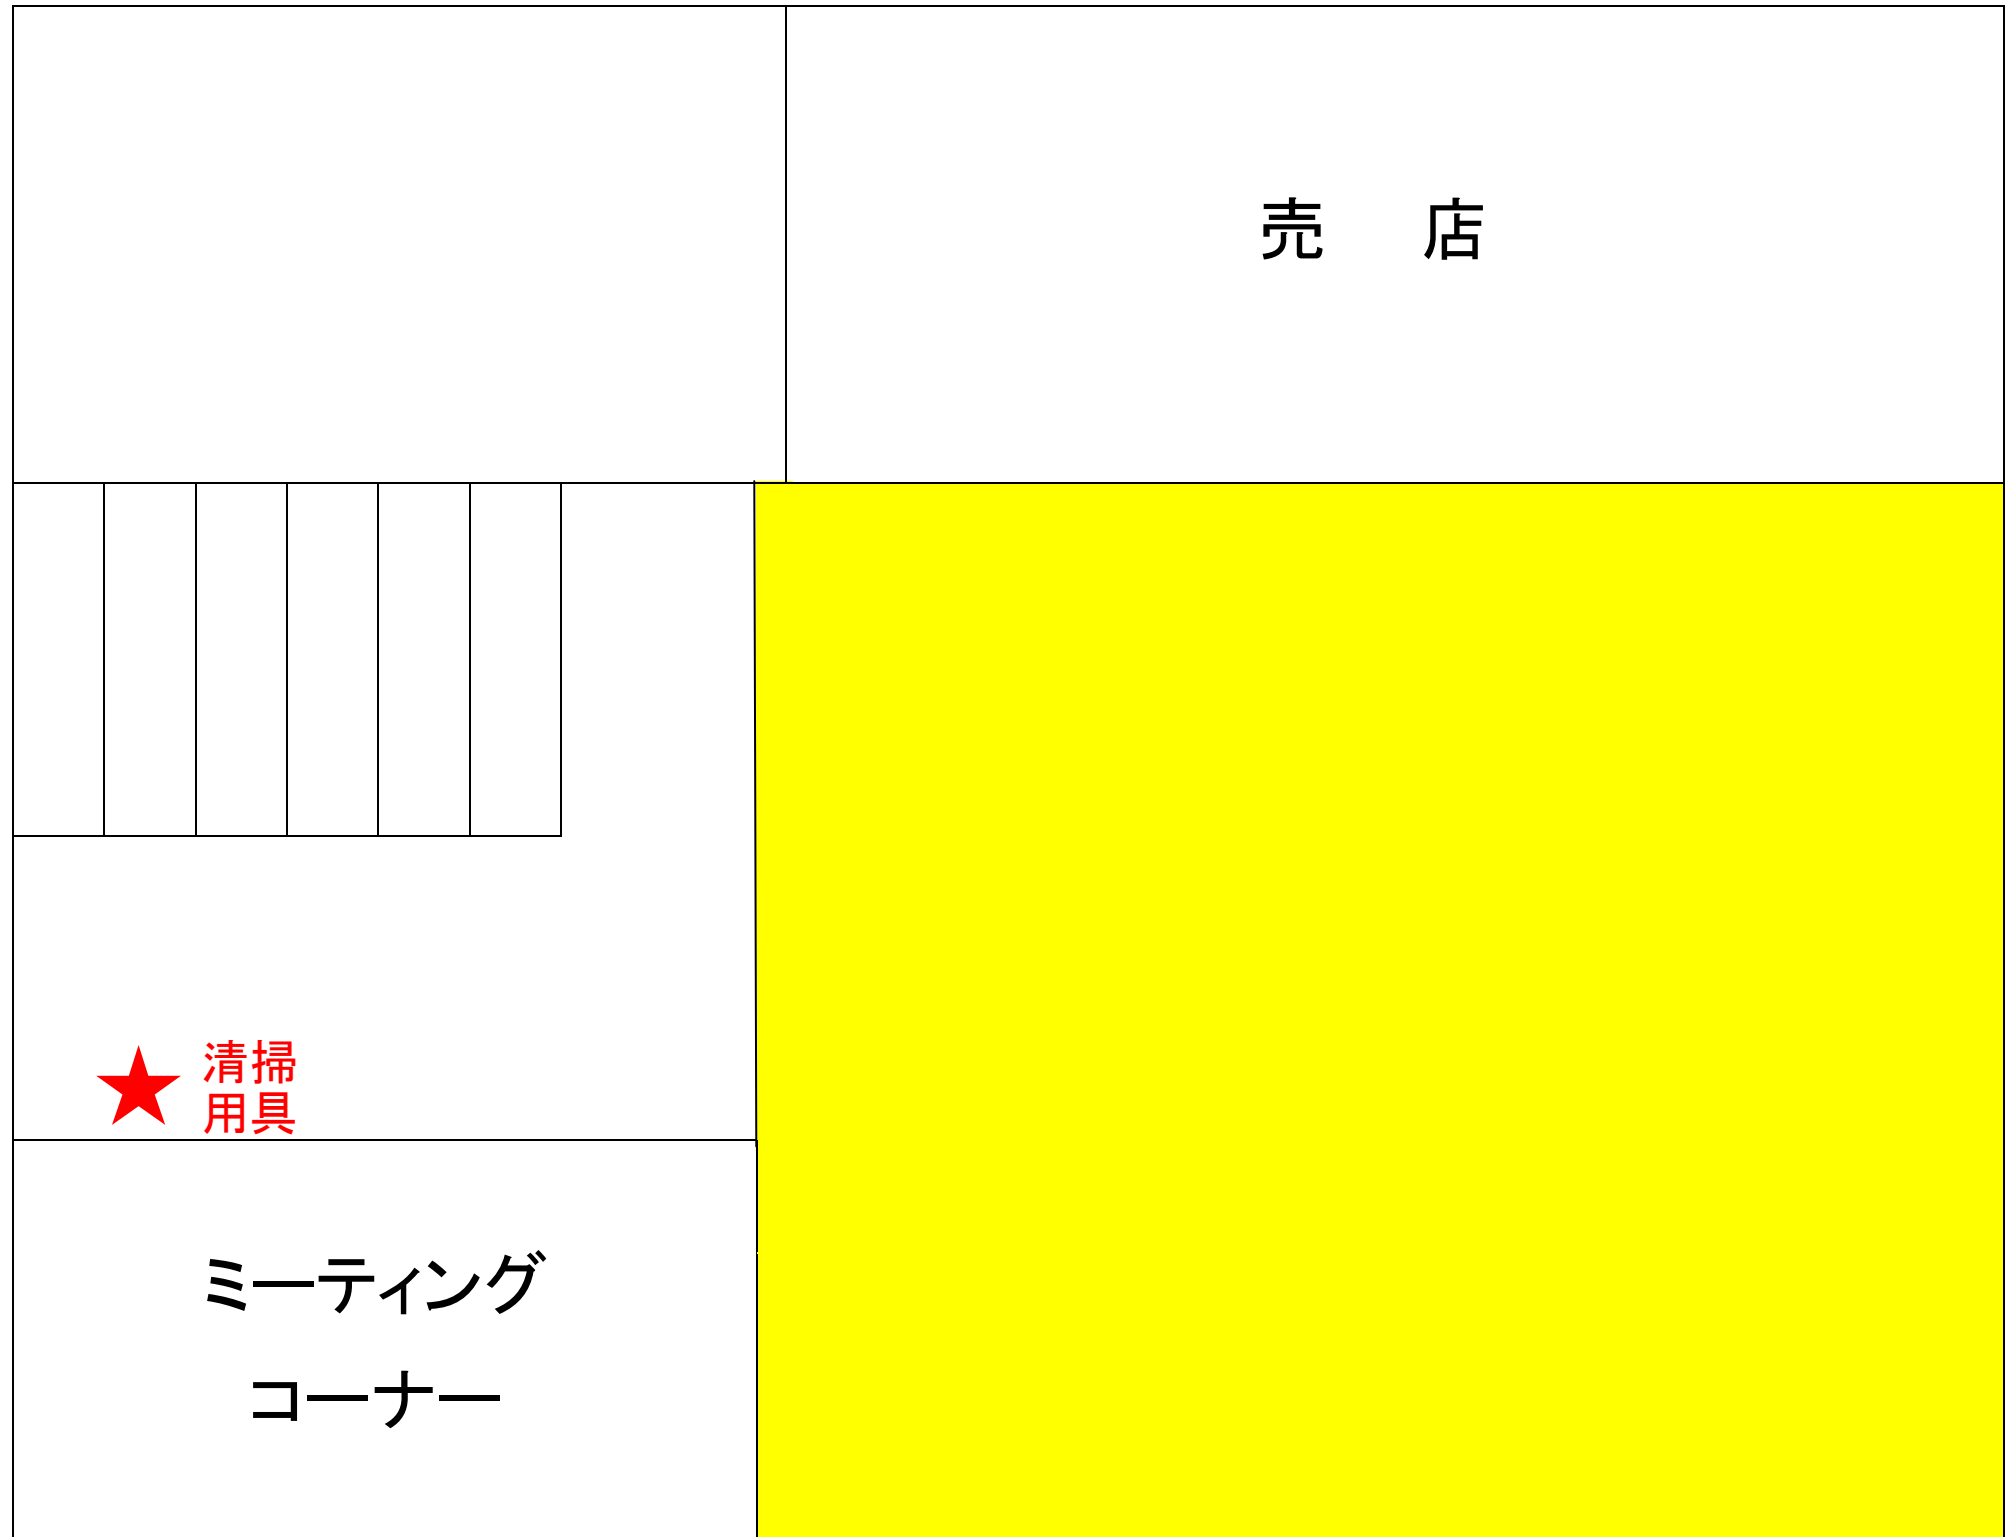 売　店
★ 清掃
用具
ミーティング
コーナー